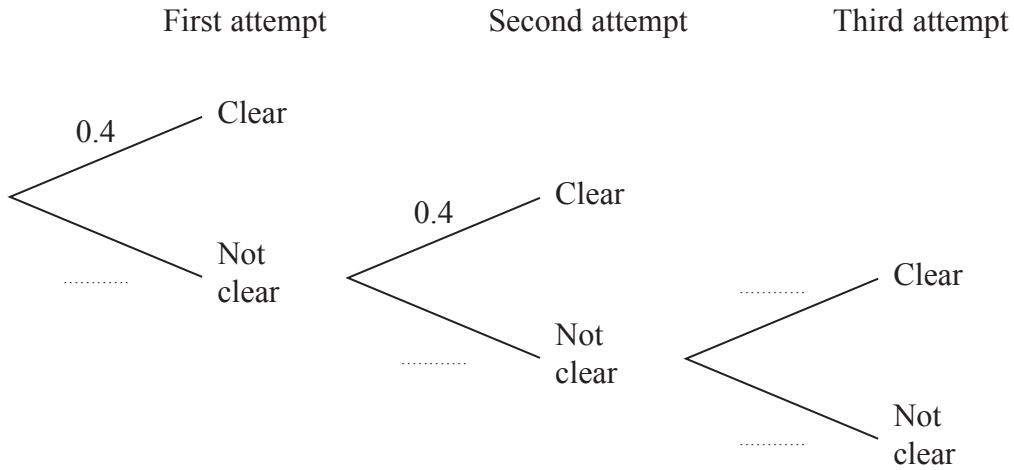 First attempt
Second attempt
Third attempt
0.4
Clear
Not
clear
0.4
Clear
Not
clear
Clear
Not
clear